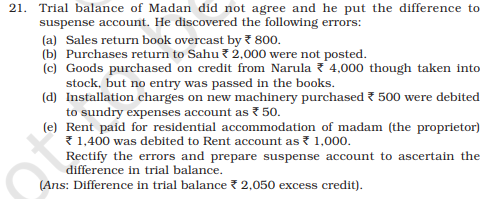 21. Trial balance of Madan did not agree and he put the difference to
suspense account. He discovered the following errors:
(a) Sales return book overcast by ₹ 800.
(b) Purchases return to Sahu ₹ 2,000 were not posted.
(c) Goods purchased on credit from Narula ₹ 4,000 though taken into
stock, but no entry was passed in the books.
(d) Installation charges on new machinery purchased ₹ 500 were debited
to sundry expenses account as ₹ 50.
(e) Rent paid for residential accommodation of madam (the proprietor)
₹ 1,400 was debited to Rent account as ₹ 1,000.
Rectify the errors and prepare suspense account to ascertain the
difference in trial balance.
(Ans: Difference in trial balance ₹ 2,050 excess credit).